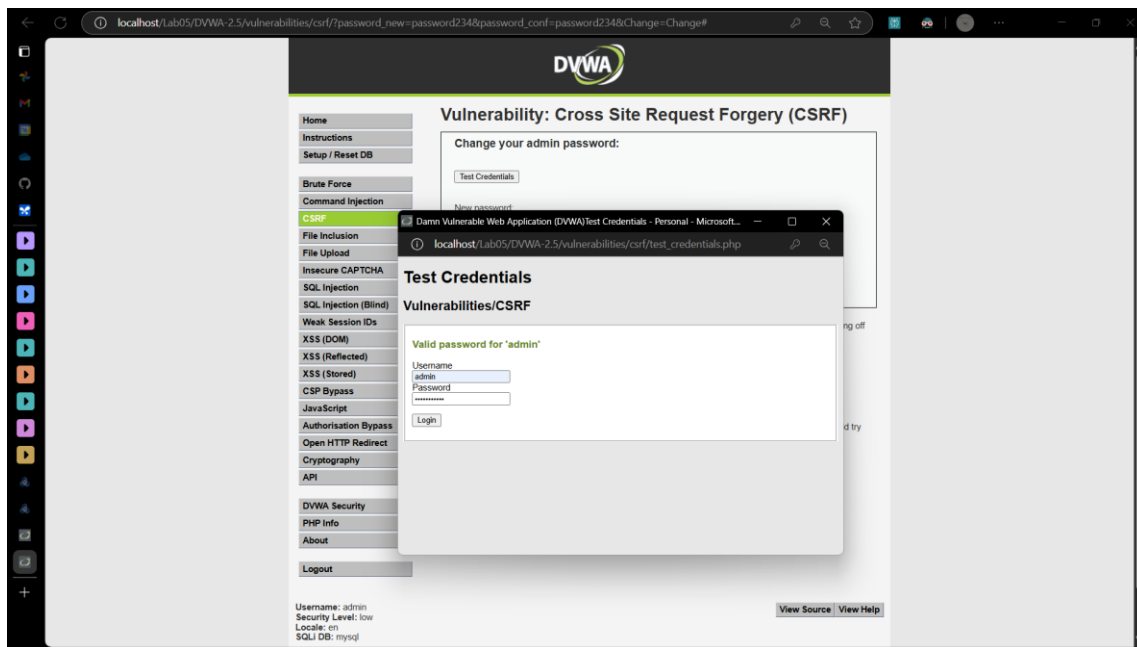 localhost/Lab05/DVWA-2.5/vulnerabilities/csrf/?password_new=password234&password_conf=password234&Change=Change#
DVWA
Vulnerability: Cross Site Request Forgery (CSRF)
Home
Instructions
Setup / Reset DB
Brute Force
Command Injection
CSRF
File Inclusion
File Upload
Insecure CAPTCHA
SQL Injection
SQL Injection (Blind)
Weak Session IDs
XSS (DOM)
XSS (Reflected)
XSS (Stored)
CSP Bypass
JavaScript
Authorisation Bypass
Open HTTP Redirect
Cryptography
API
DVWA Security
PHP Info
About
Logout
Change your admin password:
Test Credentials
New password:
Damn Vulnerable Web Application (DVWA)Test Credentials - Personal - Microsoft...
localhost/Lab05/DVWA-2.5/vulnerabilities/csrf/test_credentials.php
Test Credentials
Vulnerabilities/CSRF
Valid password for 'admin'
Username
admin
Password
Login
ng off
d try
Username: admin
Security Level: low
Locale: en
SQLi DB: mysql
View Source
View Help